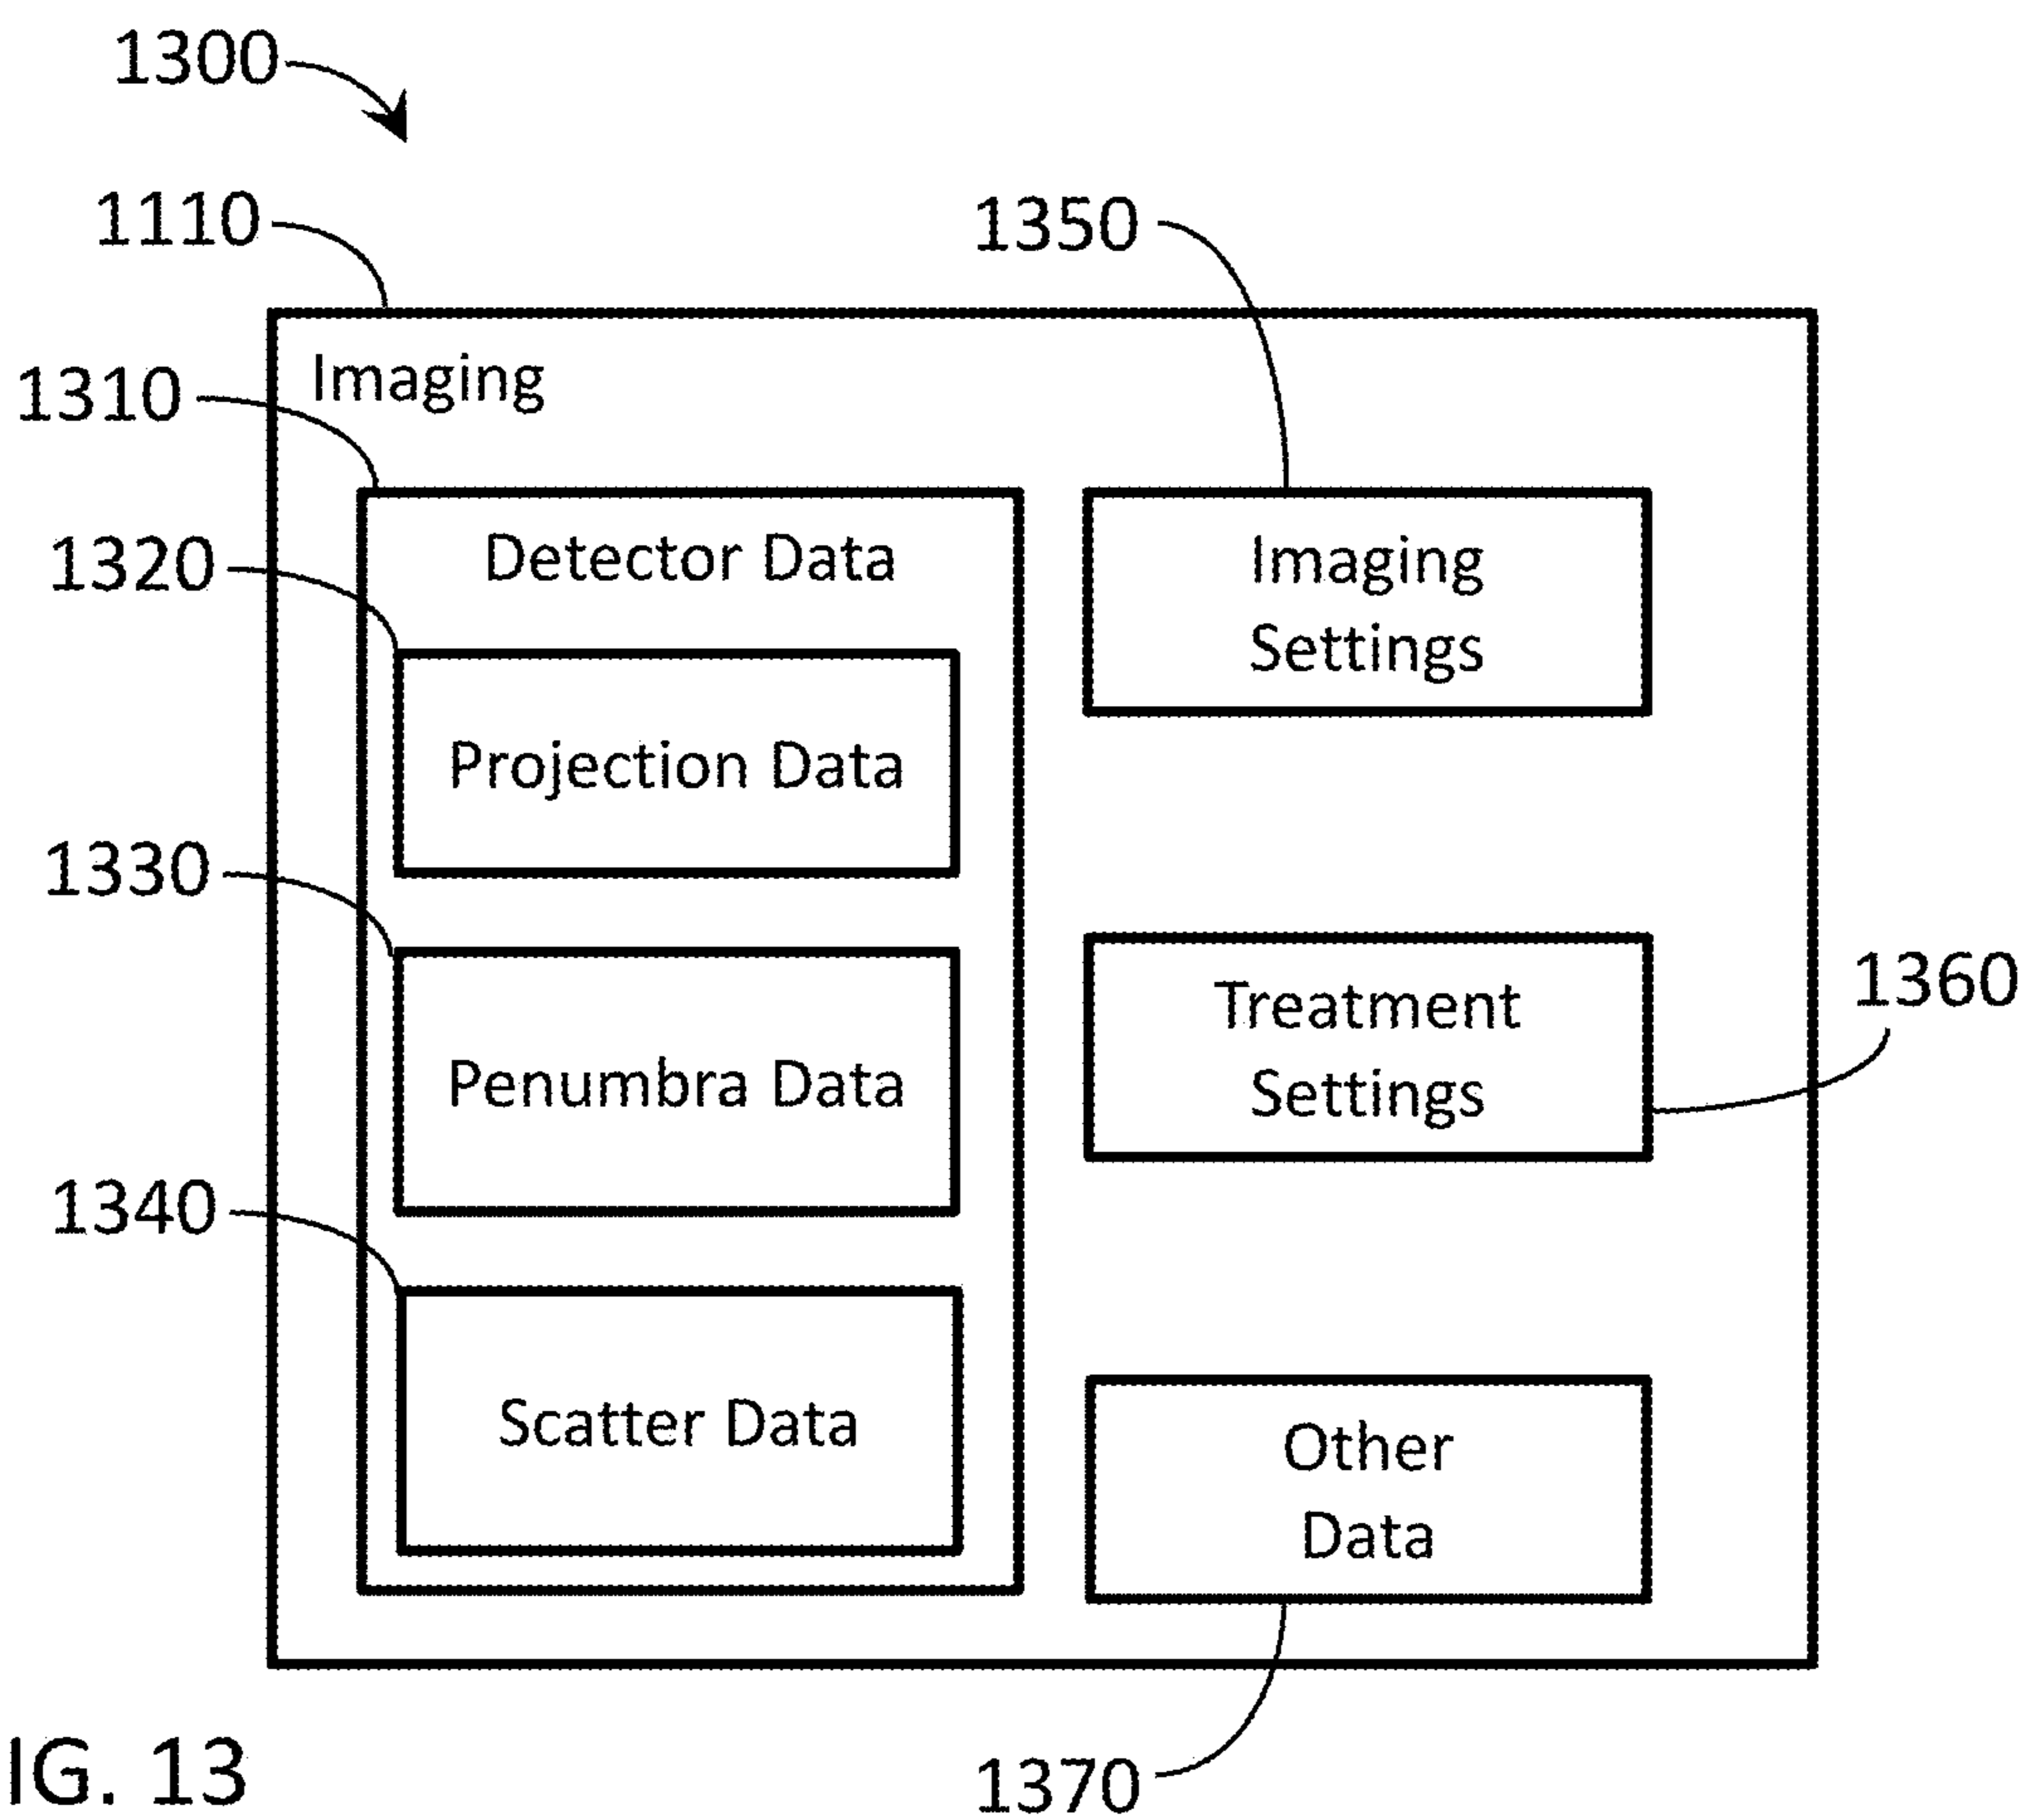 1300
1110
1350
Imaging
1310
Detector Data
1320
Imaging
Settings
Projection Data
1330
Treatment
Settings
1360
Penumbra Data
1340
Scatter Data
Other
Data
IG. 13
1370